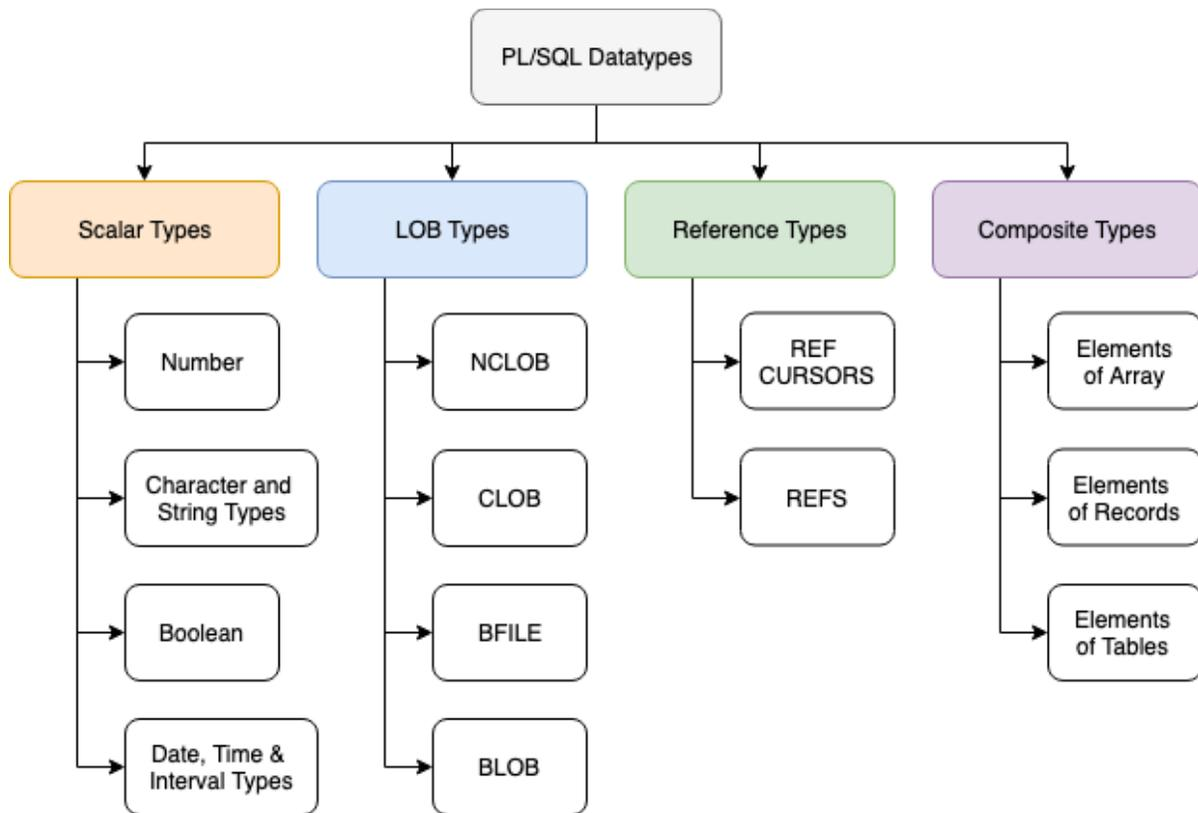 PL/SQL Datatypes
Scalar Types
LOB Types
Reference Types
Composite Types
Number
NCLOB
REF
CURSORS
Elements
of Array
Character and
String Types
CLOB
REFS
Elements
of Records
Boolean
BFILE
Elements
of Tables
Date, Time &
Interval Types
BLOB